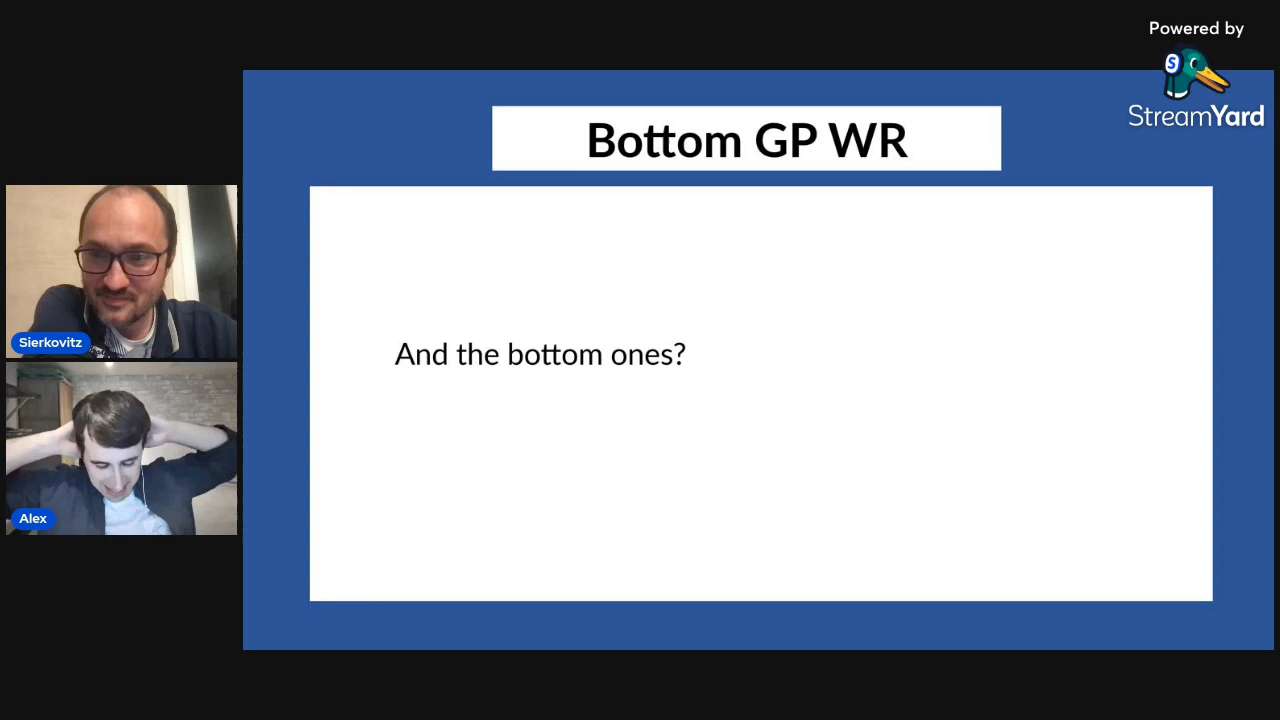 Powered by
StreamYard
Bottom GP WR
And the bottom ones?
Sierkovitz
Alex